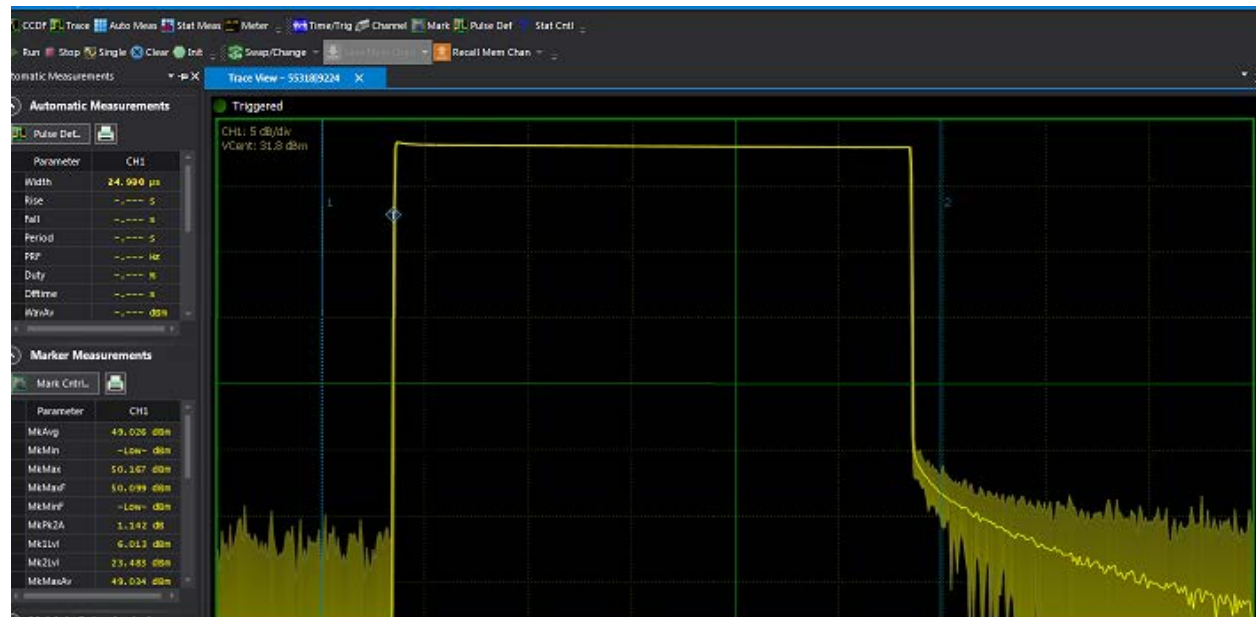 CCDF Trace Auto Meas Stat Meas Meter Time/Trig Channel Mark Pulse Def Stat Cntl
Run Stop Single Clear Init Swap/Change Recall Mem Chan
omatic Measurements
Trace View - 55318|9224
Automatic Measurements
Triggered
Pulse Det..
CH1: 5 dB/div
VCent: 31.8 dBm
Parameter CH1
Width 24.990 µs
Rise -.--- s
Fall -.--- s
Period -.--- s
PRF -.--- Hz
Duty -.--- %
Offtime -.--- s
WavAv -.--- dBm
1
T
2
Marker Measurements
Mark Cntrl..
Parameter CH1
MkAvg 49.026 dBm
MkMin -Low- dBm
MkMax 50.167 dBm
MkMaxF 50.099 dBm
MkMinF -Low- dBm
MkPk2A 1.142 dB
Mk1Lvl 6.013 dBm
Mk2Lvl 23.483 dBm
MkMaxAv 49.034 dBm